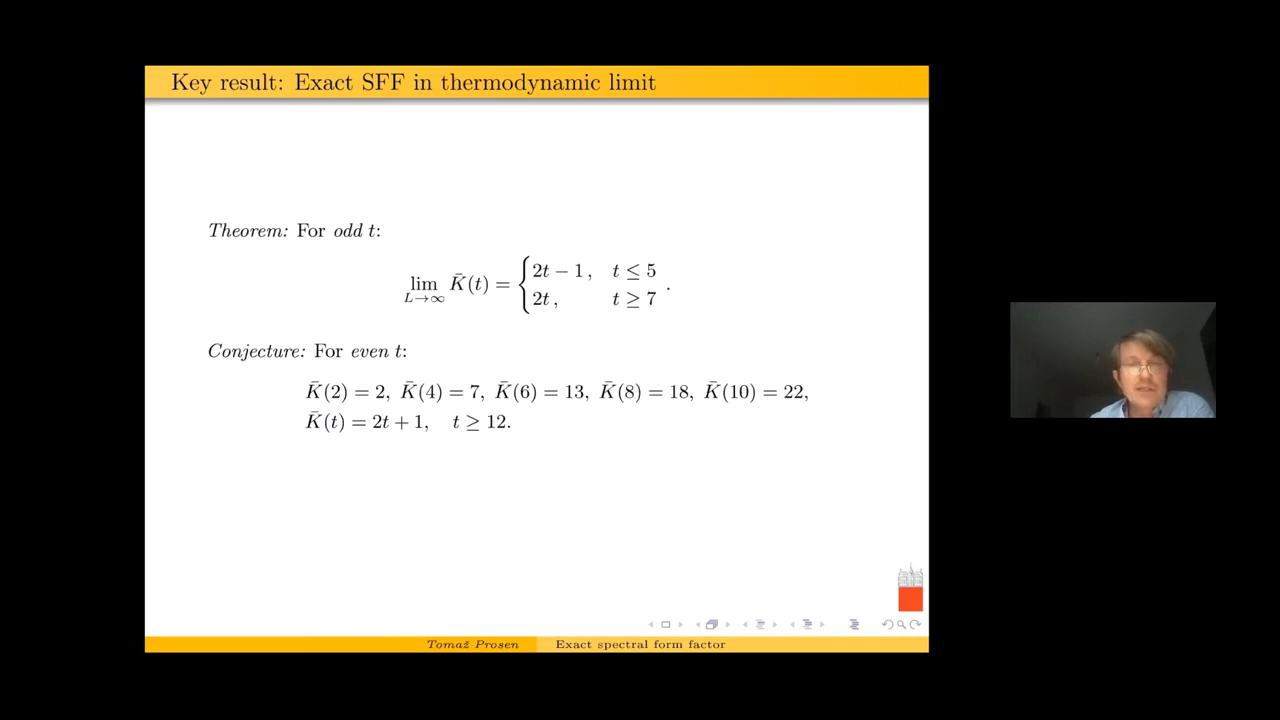 Key result: Exact SFF in thermodynamic limit
Theorem: For odd t:
lim_{L→∞} K̄(t) = { 2t − 1, t ≤ 5
2t, t ≥ 7 .
Conjecture: For even t:
K̄(2) = 2, K̄(4) = 7, K̄(6) = 13, K̄(8) = 18, K̄(10) = 22,
K̄(t) = 2t + 1, t ≥ 12.
Tomaž Prosen Exact spectral form factor